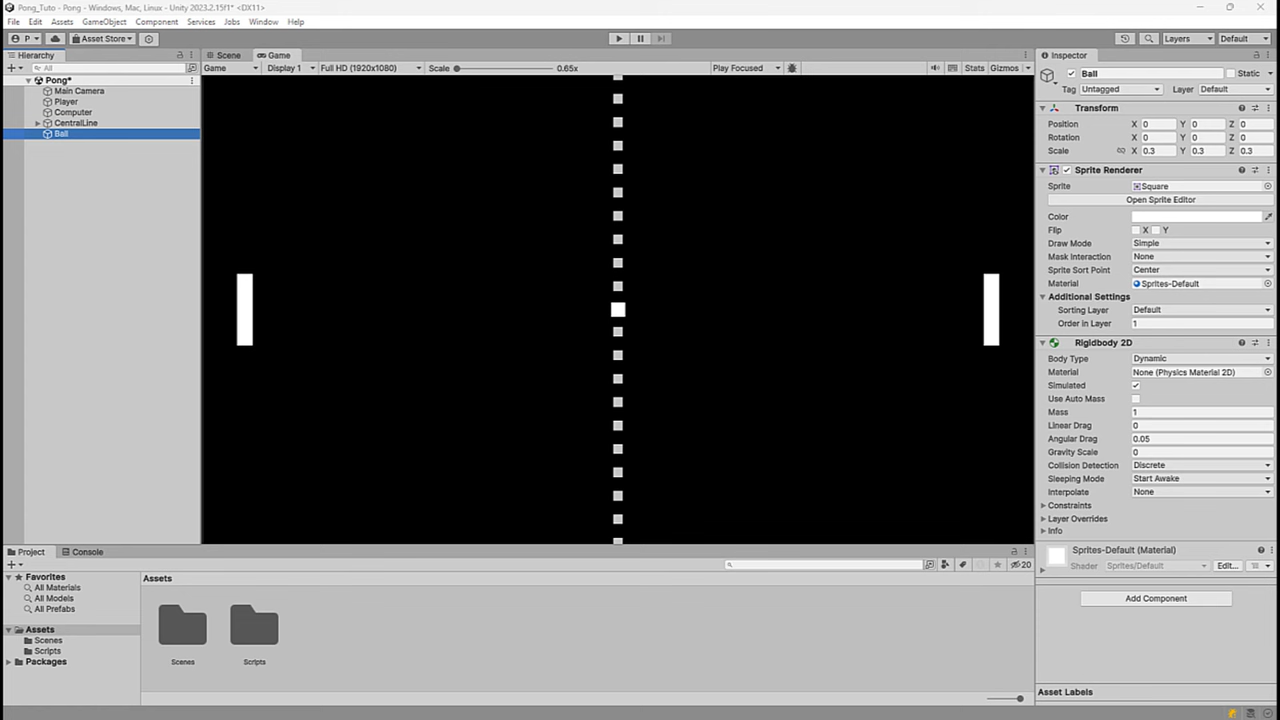 Pong_Tuto - Pong - Windows, Mac, Linux - Unity 2023.2.15f1* <DX11>
File Edit Assets GameObject Component Services Jobs Window Help
P Asset Store Layers Default
Hierarchy
All
Pong*
Main Camera
Player
Computer
CentralLine
Ball
Scene Game
Game Display 1 Full HD (1920x1080) Scale 0.65x Play Focused Stats Gizmos
Inspector
Ball Static
Tag Untagged Layer Default
Transform
Position X 0 Y 0 Z 0
Rotation X 0 Y 0 Z 0
Scale X 0.3 Y 0.3 Z 0.3
Sprite Renderer
Sprite Square
Open Sprite Editor
Color
Flip X Y
Draw Mode Simple
Mask Interaction None
Sprite Sort Point Center
Material Sprites-Default
Additional Settings
Sorting Layer Default
Order in Layer 1
Rigidbody 2D
Body Type Dynamic
Material None (Physics Material 2D)
Simulated
Use Auto Mass
Mass 1
Linear Drag 0
Angular Drag 0.05
Gravity Scale 0
Collision Detection Discrete
Sleeping Mode Start Awake
Interpolate None
Constraints
Layer Overrides
Info
Sprites-Default (Material)
Shader Sprites/Default Edit...
Add Component
Asset Labels
Project Console
20
Favorites
All Materials
All Models
All Prefabs
Assets
Scenes
Scripts
Packages
Assets
Scenes Scripts